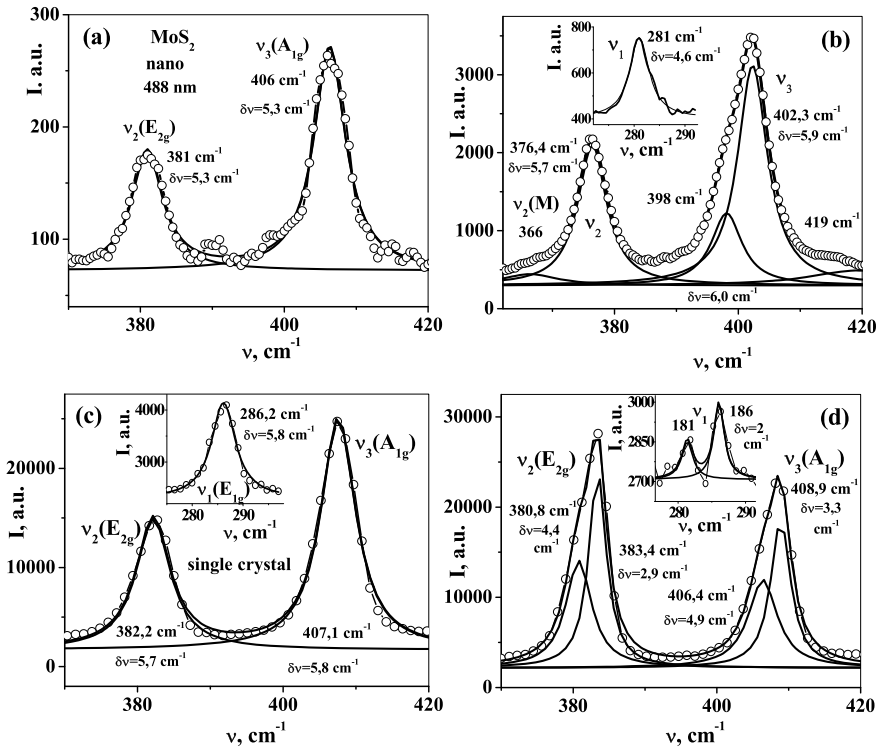 (a)
MoS2
nano
488 nm
ν3(A1g)
406 cm-1
δν=5,3 cm-1
ν2(E2g)
381 cm-1
δν=5,3 cm-1
I. a.u.
300
200
100
380
400
420
ν, cm-1
(b)
ν1
281 cm-1
δν=4,6 cm-1
800
600
400
280
290
ν, cm-1
ν3
402,3 cm-1
δν=5,9 cm-1
376,4 cm-1
δν=5,7 cm-1
ν2(M)
366
ν2
398 cm-1
419 cm-1
δν=6,0 cm-1
I. a.u.
3500
2500
1500
500
380
400
420
ν, cm-1
(c)
286,2 cm-1
δν=5,8 cm-1
ν1(E1g)
I, a.u.
4000
3000
280
290
ν, cm-1
ν3(A1g)
ν2(E2g)
single crystal
382,2 cm-1
δν=5,7 cm-1
407,1 cm-1
δν=5,8 cm-1
I, a.u.
20000
10000
0
380
400
420
ν, cm-1
(d)
ν1
181
186
δν=2
cm-1
I, a.u.
3000
2850
2700
280
290
ν, cm-1
ν2(E2g)
380,8 cm-1
δν=4,4
cm-1
383,4 cm-1
δν=2,9 cm-1
ν3(A1g)
408,9 cm-1
δν=3,3
cm-1
406,4 cm-1
δν=4,9 cm-1
I, a.u.
30000
20000
10000
0
380
400
420
ν, cm-1